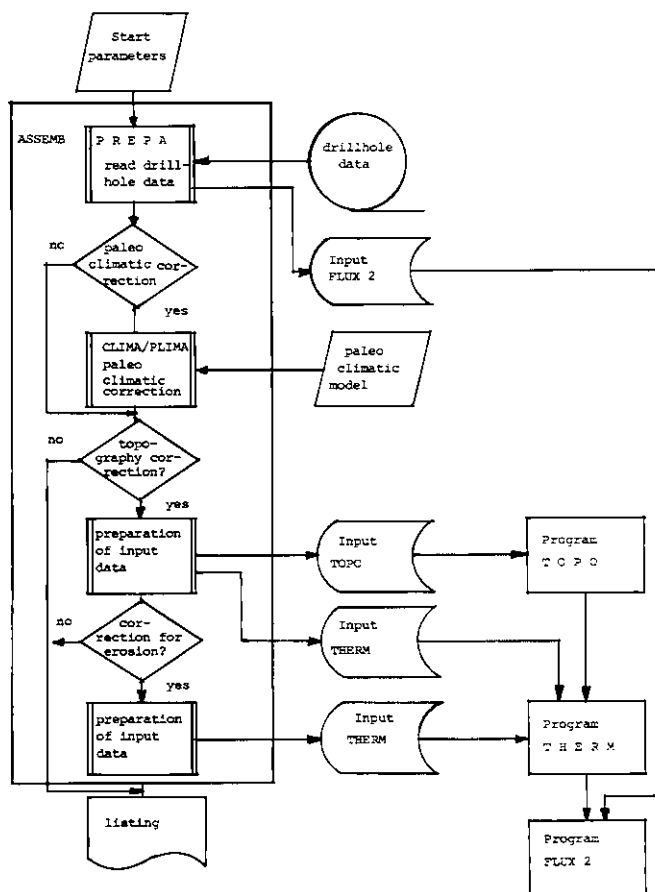 Start
parameters
ASSEMB
P R E P A
read drill-
hole data
drillhole
data
nc
paleo
climatic cor-
rection
Input
FLUX 2
yes
CLIMA/PLIMA
paleo
climatic
correction
paleo
climatic
model
no
topo-
graphy cor-
rection?
yes
preparation
of input
data
Input
TOPC
Program
T O P O
no
cor-
rection for
erosion?
Input
THERM
yes
preparation
of input
data
Input
THERM
Program
T H E R M
listing
Program
FLUX 2